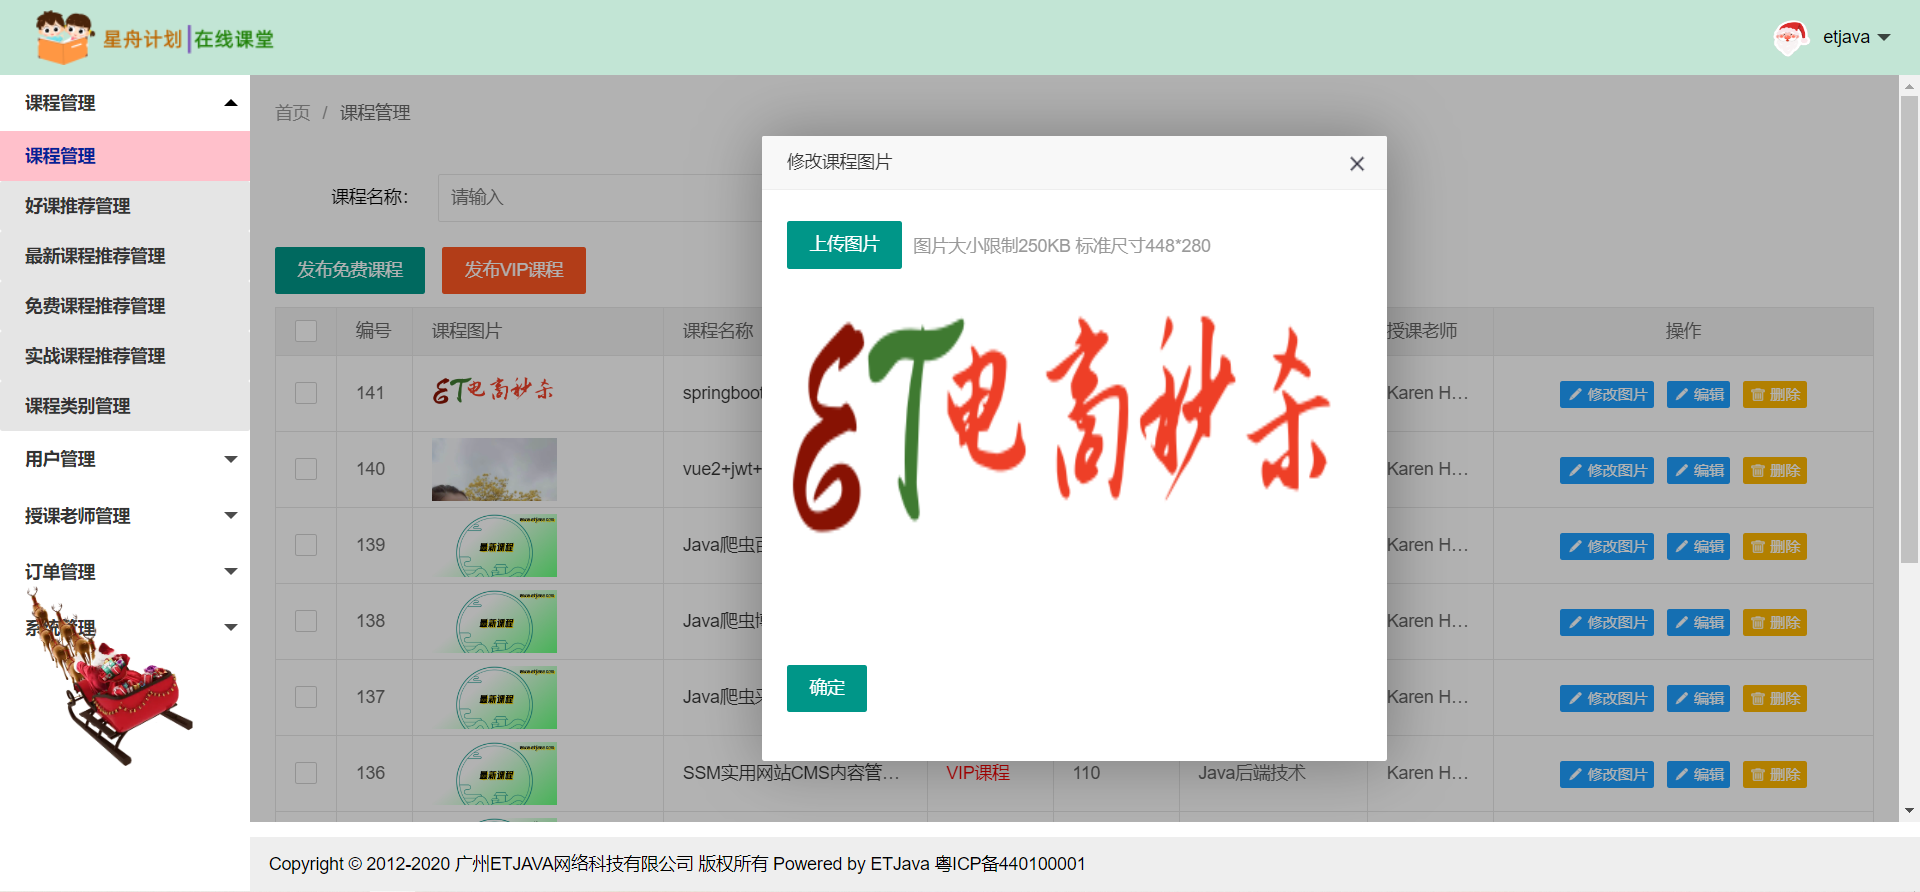 星舟计划|在线课堂
etjava
课程管理
课程管理
好课推荐管理
最新课程推荐管理
免费课程推荐管理
实战课程推荐管理
课程类别管理
用户管理
授课老师管理
订单管理
系统管理
首页 / 课程管理
课程名称：
请输入
发布免费课程 发布VIP课程
编号 课程图片 课程名称 授课老师 操作
141 ET电商秒杀 springboot Karen H... 修改图片 编辑 删除
140 vue2+jwt+ Karen H... 修改图片 编辑 删除
139 最新课程 Java爬虫 Karen H... 修改图片 编辑 删除
138 最新课程 Java爬虫 Karen H... 修改图片 编辑 删除
137 最新课程 Java爬虫 Karen H... 修改图片 编辑 删除
136 最新课程 SSM实用网站CMS内容管... VIP课程 110 Java后端技术 Karen H... 修改图片 编辑 删除
修改课程图片
上传图片 图片大小限制250KB 标准尺寸448*280
ET电商秒杀
确定
Copyright © 2012-2020 广州ETJAVA网络科技有限公司 版权所有 Powered by ETJava 粤ICP备440100001